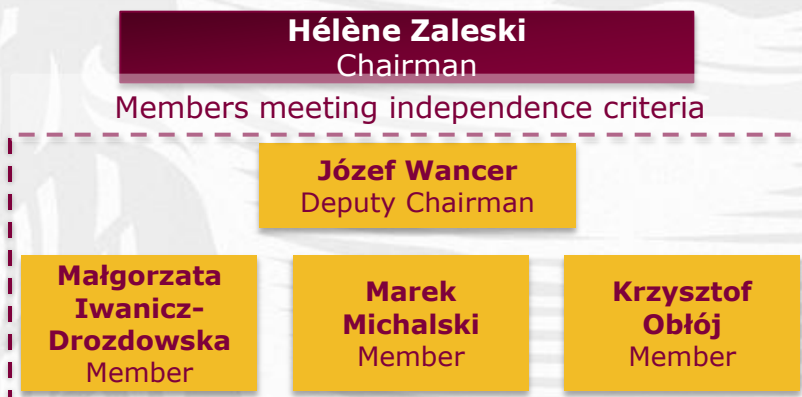 Hélène Zaleski
Chairman
Members meeting independence criteria
Józef Wancer
Deputy Chairman
Małgorzata
Iwanicz-
Drozdowska
Member
Marek
Michalski
Member
Krzysztof
Obłój
Member